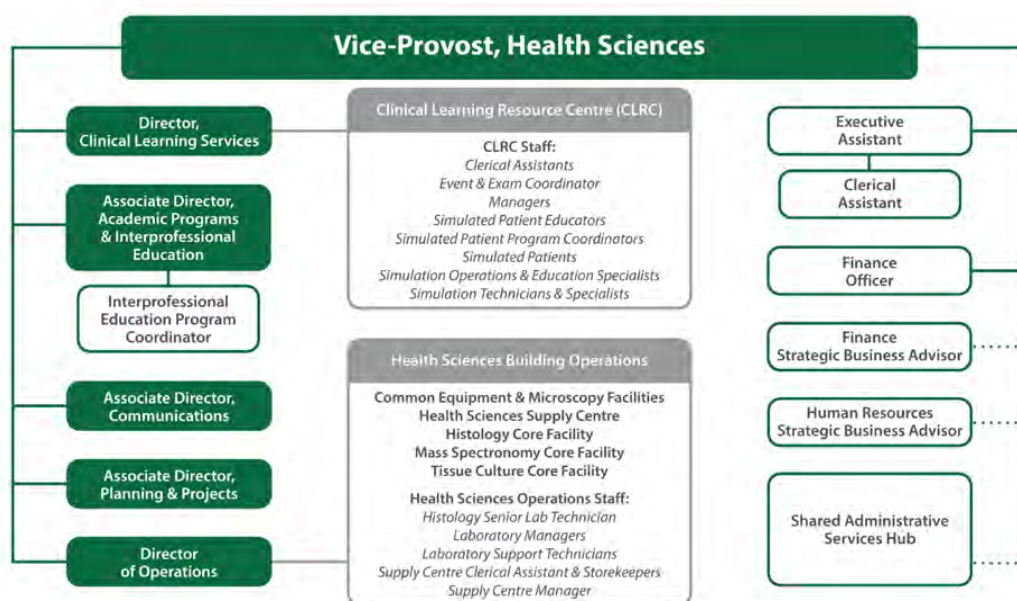 Vice-Provost, Health Sciences
Director,
Clinical Learning Services
Associate Director,
Academic Programs
& Interprofessional
Education
Interprofessional
Education Program
Coordinator
Associate Director,
Communications
Associate Director,
Planning & Projects
Director
of Operations
Clinical Learning Resource Centre (CLRC)
CLRC Staff:
Clerical Assistants
Event & Exam Coordinator
Managers
Simulated Patient Educators
Simulated Patient Program Coordinators
Simulated Patients
Simulation Operations & Education Specialists
Simulation Technicians & Specialists
Health Sciences Building Operations
Common Equipment & Microscopy Facilities
Health Sciences Supply Centre
Histology Core Facility
Mass Spectronomy Core Facility
Tissue Culture Core Facility
Health Sciences Operations Staff:
Histology Senior Lab Technician
Laboratory Managers
Laboratory Support Technicians
Supply Centre Clerical Assistant & Storekeepers
Supply Centre Manager
Executive
Assistant
Clerical
Assistant
Finance
Officer
Finance
Strategic Business Advisor
Human Resources
Strategic Business Advisor
Shared Administrative
Services Hub